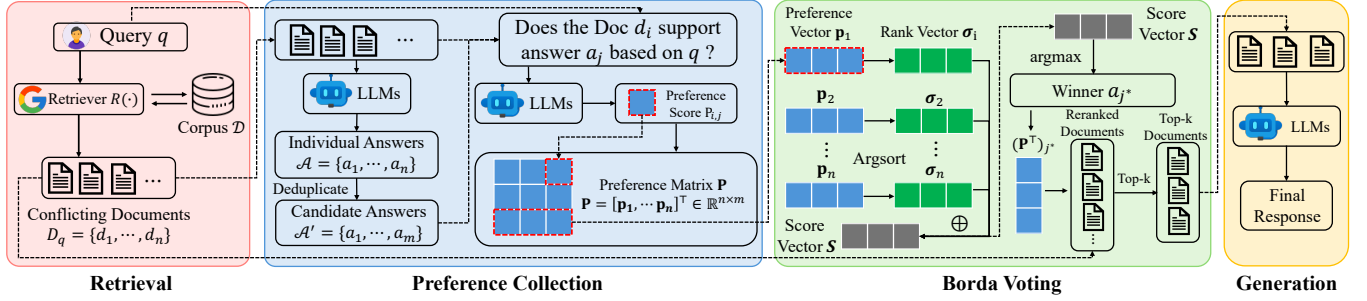 Query q
Retriever R(·)
Corpus 𝒟
...
Conflicting Documents
D_q = {d_1, ⋯, d_n}
Retrieval
...
LLMs
Individual Answers
𝒜 = {a_1, ⋯, a_n}
Deduplicate
Candidate Answers
𝒜′ = {a_1, ⋯, a_m}
Does the Doc d_i support
answer a_j based on q ?
LLMs
Preference
Score P_{i,j}
Preference Matrix P
P = [p_1, ⋯ p_n]^⊤ ∈ ℝ^{n×m}
Preference Collection
Preference
Vector p_1
Rank Vector σ_i
p_2
σ_2
⋮
Argsort
⋮
p_n
σ_n
Score
Vector S
⊕
Score
Vector S
argmax
Winner a_{j*}
(P^⊤)_{j*}
Reranked
Documents
⋮
Top-k
Top-k
Documents
Borda Voting
LLMs
Final
Response
Generation